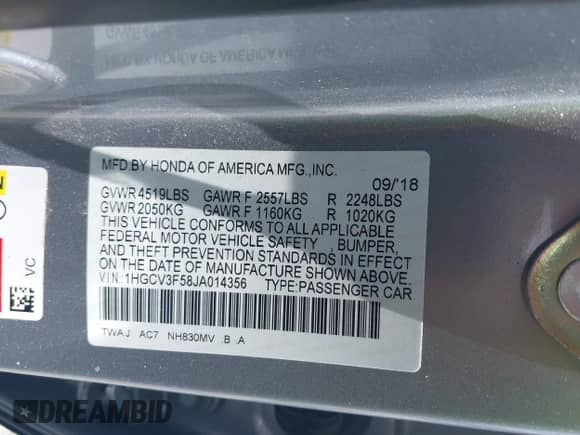 MFD.BY HONDA OF AMERICA MFG.,INC.
09/'18
GVWR 4519LBS GAWR F 2557LBS R 2248LBS
GVWR 2050KG GAWR F 1160KG R 1020KG
THIS VEHICLE CONFORMS TO ALL APPLICABLE
FEDERAL MOTOR VEHICLE SAFETY , BUMPER,
AND THEFT PREVENTION STANDARDS IN EFFECT
ON THE DATE OF MANUFACTURE SHOWN ABOVE.
V I N :1HGCV3F58JA014356 TYPE:PASSENGER CAR
TWAJ AC7 NH830MV .B .A
VC
DREAMBID